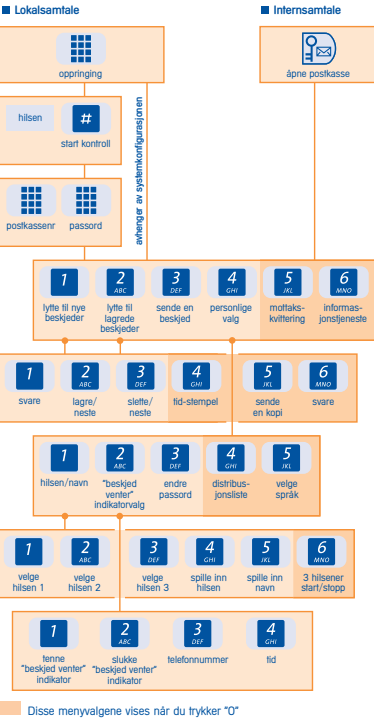 Lokalsamtale
Internsamtale
oppringing
åpne postkasse
avhenger av systemkonfigurasjonen
hilsen
#
start kontroll
postkassenr
passord
1
2 ABC
3 DEF
4 GHI
5 JKL
6 MNO
lytte til nye
beskjeder
lytte til
lagrede
beskjeder
sende en
beskjed
personlige
valg
mottaks-
kvittering
informas-
jonstjeneste
1
2 ABC
3 DEF
4 GHI
5 JKL
6 MNO
svare
lagre/
neste
slette/
neste
tid-stempel
sende
en kopi
svare
1
2 ABC
3 DEF
4 GHI
5 JKL
hilsen/navn
"beskjed
venter"
indikatorvalg
endre
passord
distribus-
jonsliste
velge
språk
1
2 ABC
3 DEF
4 GHI
5 JKL
6 MNO
velge
hilsen 1
velge
hilsen 2
velge
hilsen 3
spille inn
hilsen
spille inn
navn
3 hilsener
start/stopp
1
2 ABC
3 DEF
4 GHI
tenne
"beskjed venter"
indikator
slukke
"beskjed venter"
indikator
telefonnummer
tid
Disse menyvalgene vises når du trykker "0"